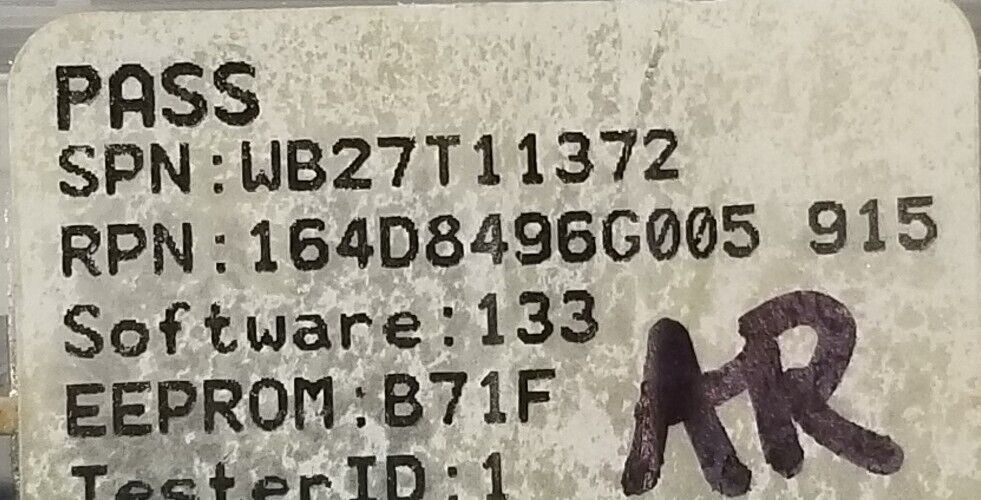 PASS
SPN:WB27T11372
RPN:164D8496G005 915
Software:133
EEPROM:B71F
AR
TesterID:1